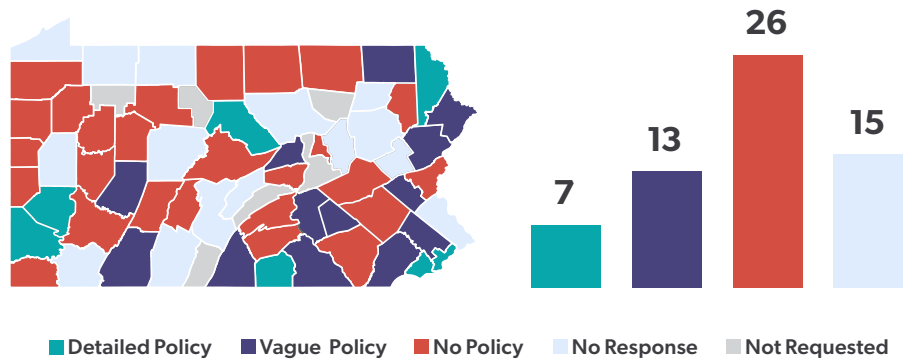 26
15
13
7
Detailed Policy Vague Policy No Policy No Response Not Requested